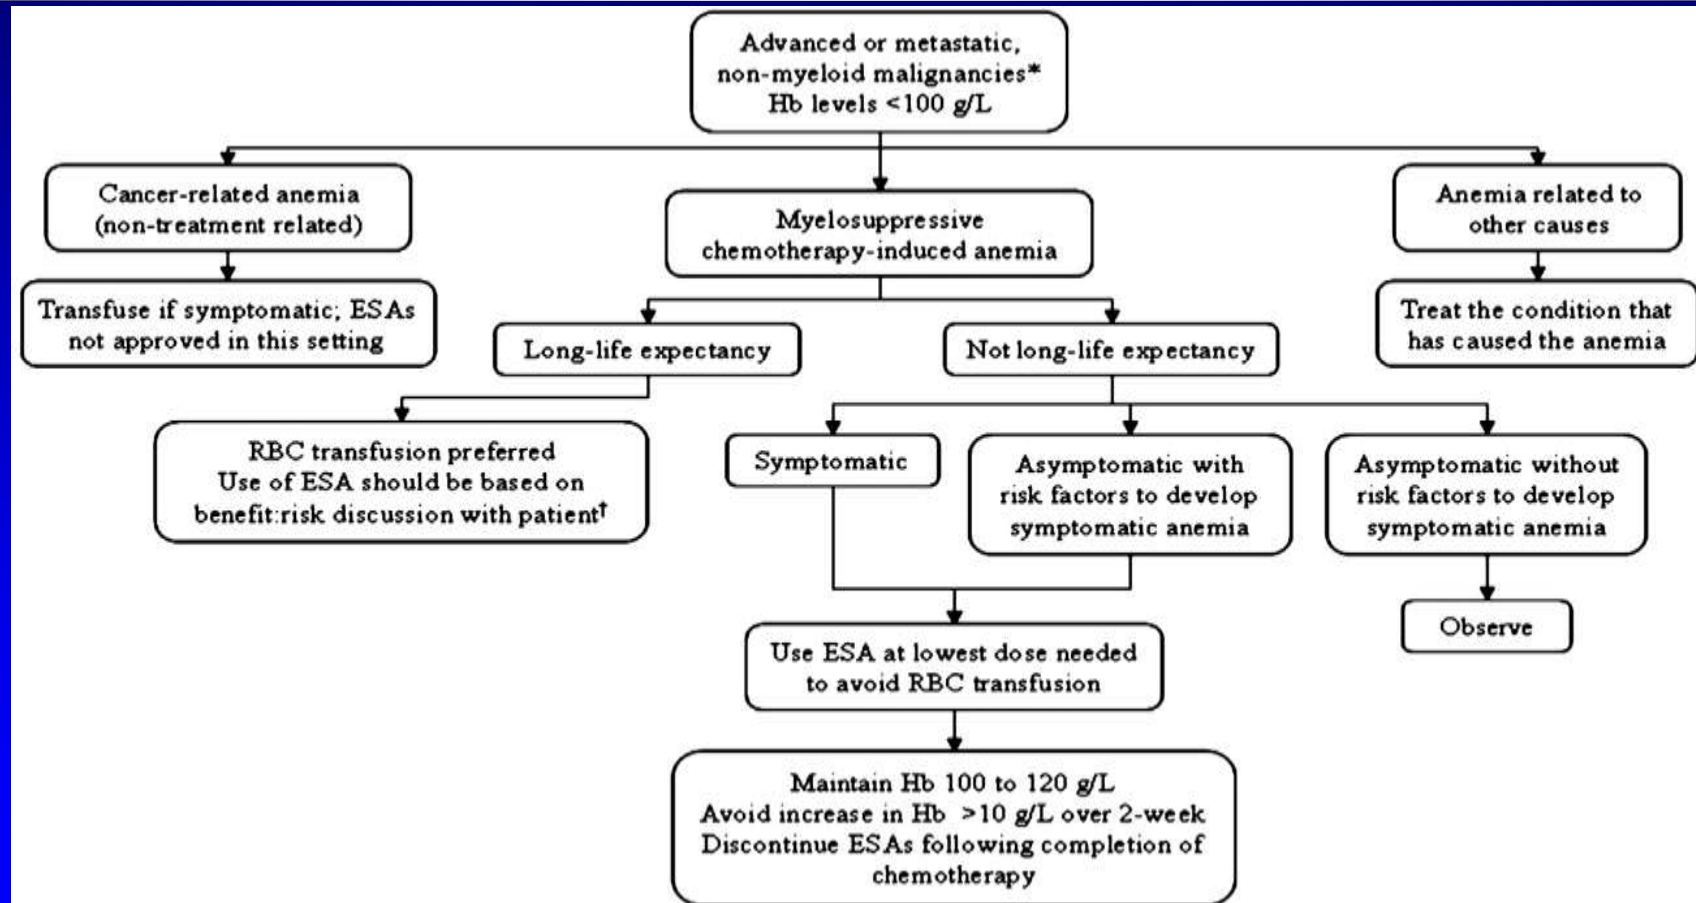 Advanced or metastatic,
non-myeloid malignancies*
Hb levels <100 g/L
Cancer-related anemia
(non-treatment related)
Myelosuppressive
chemotherapy-induced anemia
Anemia related to
other causes
Transfuse if symptomatic; ESAs
not approved in this setting
Long-life expectancy
Not long-life expectancy
Treat the condition that
has caused the anemia
RBC transfusion preferred
Use of ESA should be based on
benefit:risk discussion with patient†
Symptomatic
Asymptomatic with
risk factors to develop
symptomatic anemia
Asymptomatic without
risk factors to develop
symptomatic anemia
Observe
Use ESA at lowest dose needed
to avoid RBC transfusion
Maintain Hb 100 to 120 g/L
Avoid increase in Hb >10 g/L over 2-week
Discontinue ESAs following completion of
chemotherapy